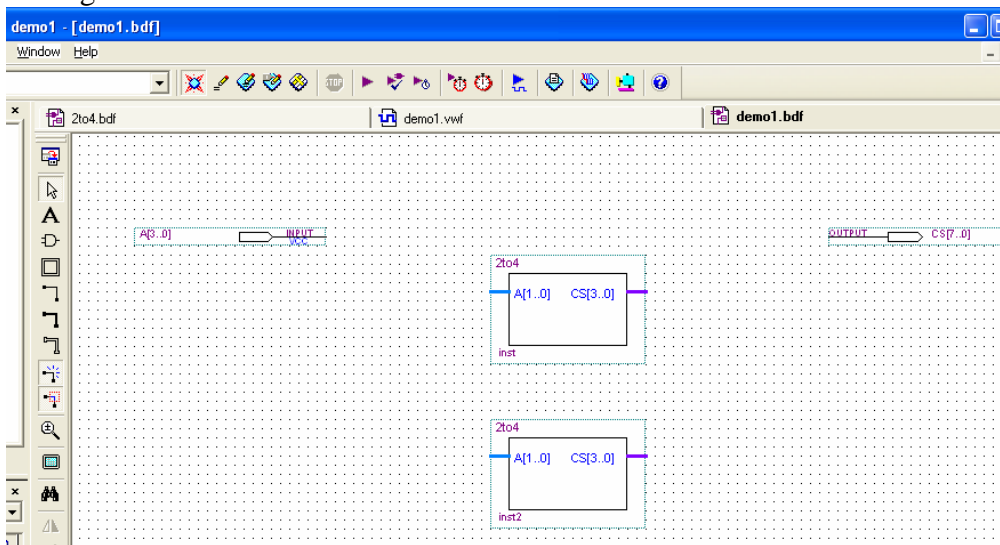 demo1 - [demo1.bdf]
Window Help
STOP
2to4.bdf demo1.vwf demo1.bdf
A
A[3..0] INPUT
VCC
OUTPUT CS[7..0]
2to4
A[1..0] CS[3..0]
inst
2to4
A[1..0] CS[3..0]
inst2